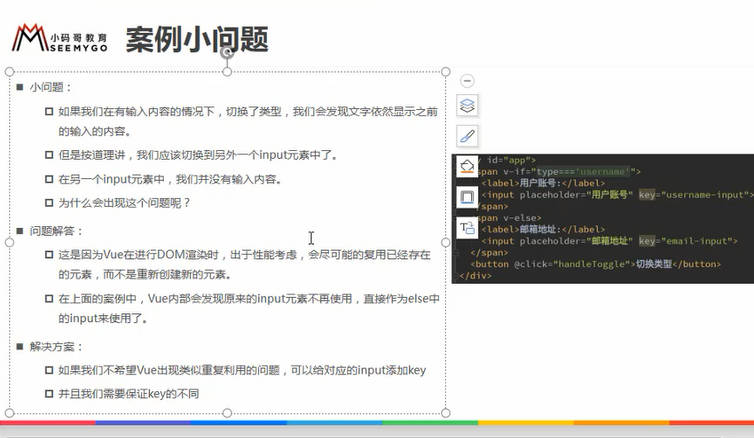 小码哥教育
SEEMYGO
案例小问题
小问题：
如果我们在有输入内容的情况下，切换了类型，我们会发现文字依然显示之前
的输入的内容。
但是按道理讲，我们应该切换到另外一个input元素中了。
在另一个input元素中，我们并没有输入内容。
为什么会出现这个问题呢？
问题解答：
这是因为Vue在进行DOM渲染时，出于性能考虑，会尽可能的复用已经存在
的元素，而不是重新创建新的元素。
在上面的案例中，Vue内部会发现原来的input元素不再使用，直接作为else中
的input来使用了。
解决方案：
如果我们不希望Vue出现类似重复利用的问题，可以给对应的input添加key
并且我们需要保证key的不同
id="app">
span v-if="type==='username'">
<label>用户账号:</label>
<input placeholder="用户账号" key="username-input">
</span>
<span v-else>
<label>邮箱地址:</label>
<input placeholder="邮箱地址" key="email-input">
</span>
<button @click="handleToggle">切换类型</button>
</div>